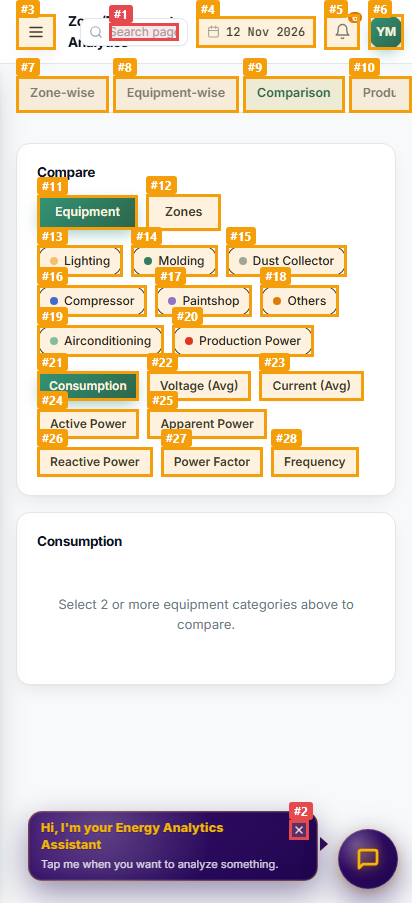 #1
#3
#4
#5
#6
Search page
12 Nov 2026
YM
#7
#8
#9
#10
Zone-wise
Equipment-wise
Comparison
Compare
#11
#12
Equipment
Zones
#13
#14
#15
Lighting
Molding
Dust Collector
#16
#17
#18
Compressor
Paintshop
Others
#19
#20
Airconditioning
Production Power
#21
#22
#23
Consumption
Voltage (Avg)
Current (Avg)
#24
#25
Active Power
Apparent Power
#26
#27
#28
Reactive Power
Power Factor
Frequency
Consumption
Select 2 or more equipment categories above to
compare.
#2
Hi, I'm your Energy Analytics
Assistant
Tap me when you want to analyze something.